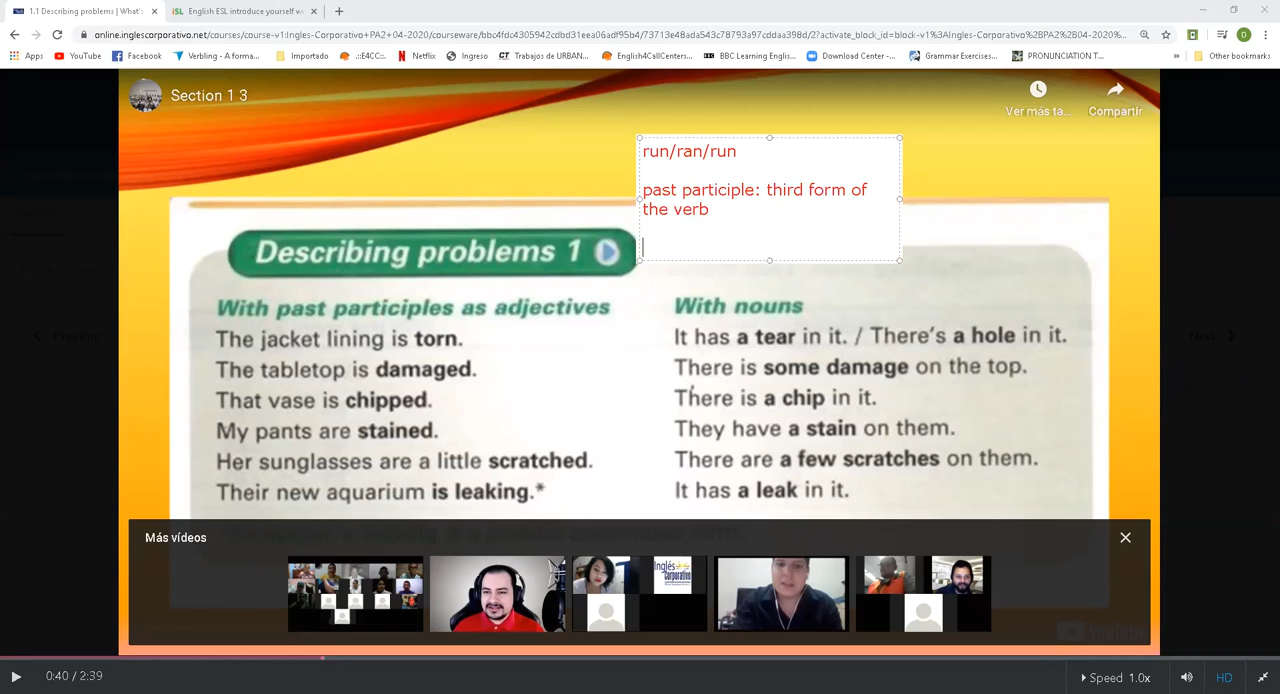 1.1 Describing problems | What's
English ESL introduce yourself w
online.inglescorporativo.net/courses/course-v1:Ingles-Corporativo+PA2+04-2020/courseware/bbc4fdc4305942cdbd31eea06adf95b4/73713e48ada543c78793a97cddaa398d/2?activate_block_id=block-v1%3AIngles-Corporativo%2BPA2%2B04-2020%...
Apps YouTube Facebook Verbling - A forma... Importado .::E4CC::. Netflix Ingreso Trabajos de URBAN... English4CallCenters... BBC Learning Engli... Download Center -... Grammar Exercises... PRONUNCIATION T... » Other bookmarks
Section 1 3
Ver más ta...
Compartir
run/ran/run
past participle: third form of
the verb
Describing problems 1
With past participles as adjectives
The jacket lining is torn.
The tabletop is damaged.
That vase is chipped.
My pants are stained.
Her sunglasses are a little scratched.
Their new aquarium is leaking.*
With nouns
It has a tear in it. / There's a hole in it.
There is some damage on the top.
There is a chip in it.
They have a stain on them.
There are a few scratches on them.
It has a leak in it.
Previous
Next
Más vídeos
Inglés
Corporativo
YouTube
0:40 / 2:39
Speed 1.0x
HD